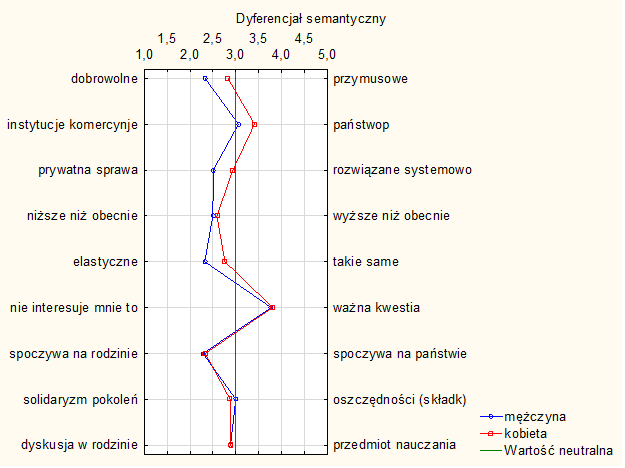 Dyferencjał semantyczny
1,5 2,5 3,5 4,5
1,0 2,0 3,0 4,0 5,0
dobrowolne przymusowe
instytucje komercynje państwop
prywatna sprawa rozwiązane systemowo
niższe niż obecnie wyższe niż obecnie
elastyczne takie same
nie interesuje mnie to ważna kwestia
spoczywa na rodzinie spoczywa na państwie
solidaryzm pokoleń oszczędności (składk)
dyskusja w rodzinie przedmiot nauczania
mężczyna
kobieta
Wartość neutralna